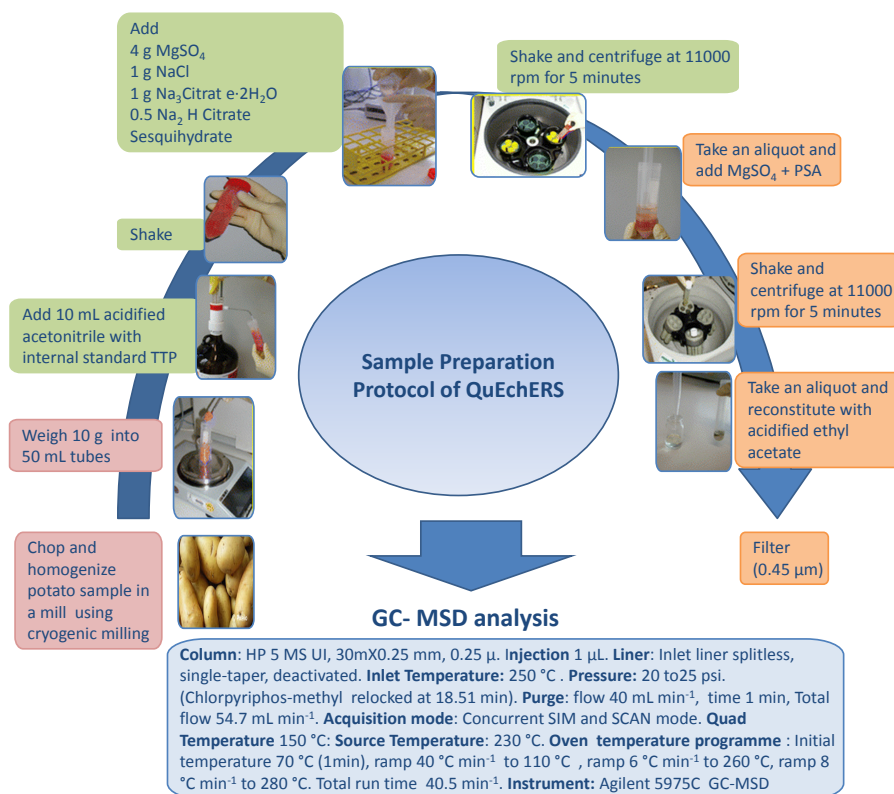 Add
4 g MgSO₄
1 g NaCl
1 g Na₃Citrat e·2H₂O
0.5 Na₂ H Citrate
Sesquihydrate
Shake and centrifuge at 11000
rpm for 5 minutes
Take an aliquot and
add MgSO₄ + PSA
Shake
Shake and
centrifuge at 11000
rpm for 5 minutes
Add 10 mL acidified
acetonitrile with
internal standard TTP
Sample Preparation
Protocol of QuEchERS
Take an aliquot and
reconstitute with
acidified ethyl
acetate
Weigh 10 g into
50 mL tubes
Chop and
homogenize
potato sample in
a mill using
cryogenic milling
Filter
(0.45 µm)
GC- MSD analysis
Column: HP 5 MS UI, 30mX0.25 mm, 0.25 µ. Injection 1 µL. Liner: Inlet liner splitless,
single-taper, deactivated. Inlet Temperature: 250 °C . Pressure: 20 to25 psi.
(Chlorpyriphos-methyl relocked at 18.51 min). Purge: flow 40 mL min⁻¹, time 1 min, Total
flow 54.7 mL min⁻¹. Acquisition mode: Concurrent SIM and SCAN mode. Quad
Temperature 150 °C: Source Temperature: 230 °C. Oven temperature programme : Initial
temperature 70 °C (1min), ramp 40 °C min⁻¹ to 110 °C , ramp 6 °C min⁻¹ to 260 °C, ramp 8
°C min⁻¹ to 280 °C. Total run time 40.5 min⁻¹. Instrument: Agilent 5975C GC-MSD